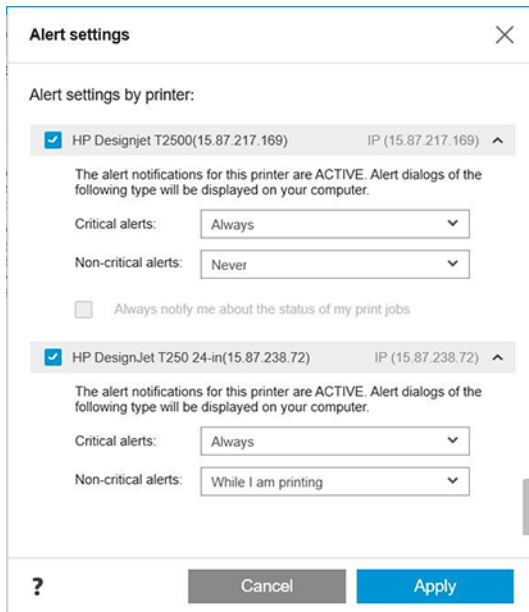 Alert settings
Alert settings by printer:
HP Designjet T2500(15.87.217.169) IP (15.87.217.169)
The alert notifications for this printer are ACTIVE. Alert dialogs of the
following type will be displayed on your computer.
Critical alerts: Always
Non-critical alerts: Never
Always notify me about the status of my print jobs
HP DesignJet T250 24-in(15.87.238.72) IP (15.87.238.72)
The alert notifications for this printer are ACTIVE. Alert dialogs of the
following type will be displayed on your computer.
Critical alerts: Always
Non-critical alerts: While I am printing
? Cancel Apply